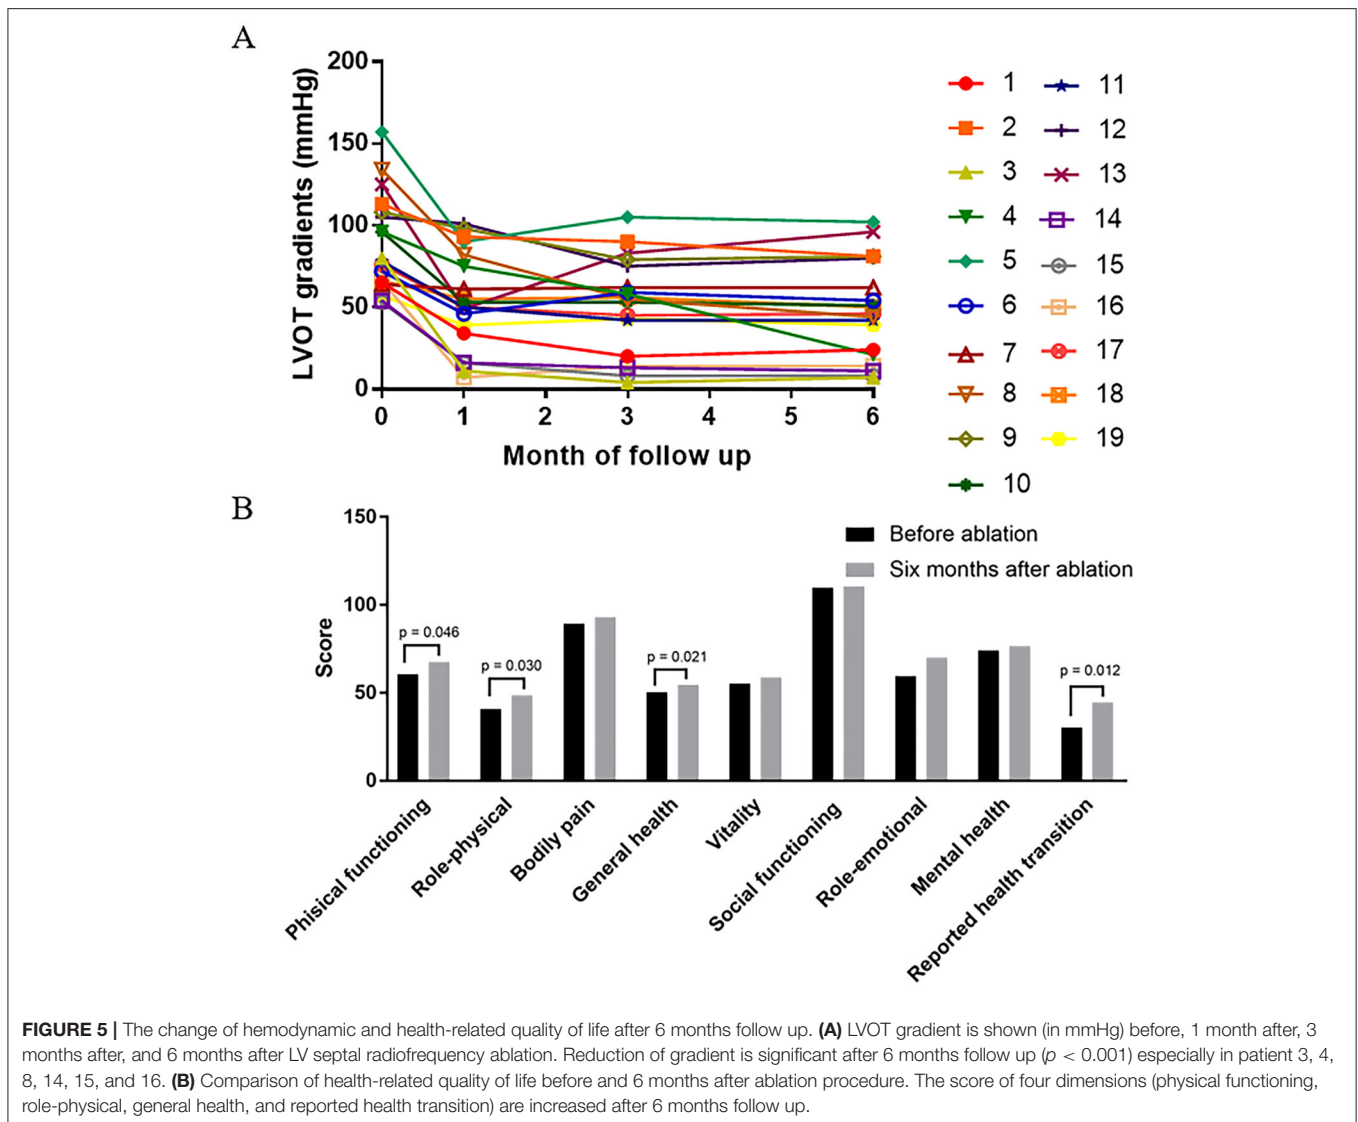 A
200
150
100
50
0
LVOT gradients (mmHg)
0 1 2 3 4 5 6
Month of follow up
1 11
2 12
3 13
4 14
5 15
6 16
7 17
8 18
9 19
10
B
150
100
50
0
Score
Before ablation
Six months after ablation
p = 0.046
p = 0.030
p = 0.021
p = 0.012
Phisical functioning
Role-physical
Bodily pain
General health
Vitality
Social functioning
Role-emotional
Mental health
Reported health transition
FIGURE 5 | The change of hemodynamic and health-related quality of life after 6 months follow up. (A) LVOT gradient is shown (in mmHg) before, 1 month after, 3
months after, and 6 months after LV septal radiofrequency ablation. Reduction of gradient is significant after 6 months follow up (p < 0.001) especially in patient 3, 4,
8, 14, 15, and 16. (B) Comparison of health-related quality of life before and 6 months after ablation procedure. The score of four dimensions (physical functioning,
role-physical, general health, and reported health transition) are increased after 6 months follow up.